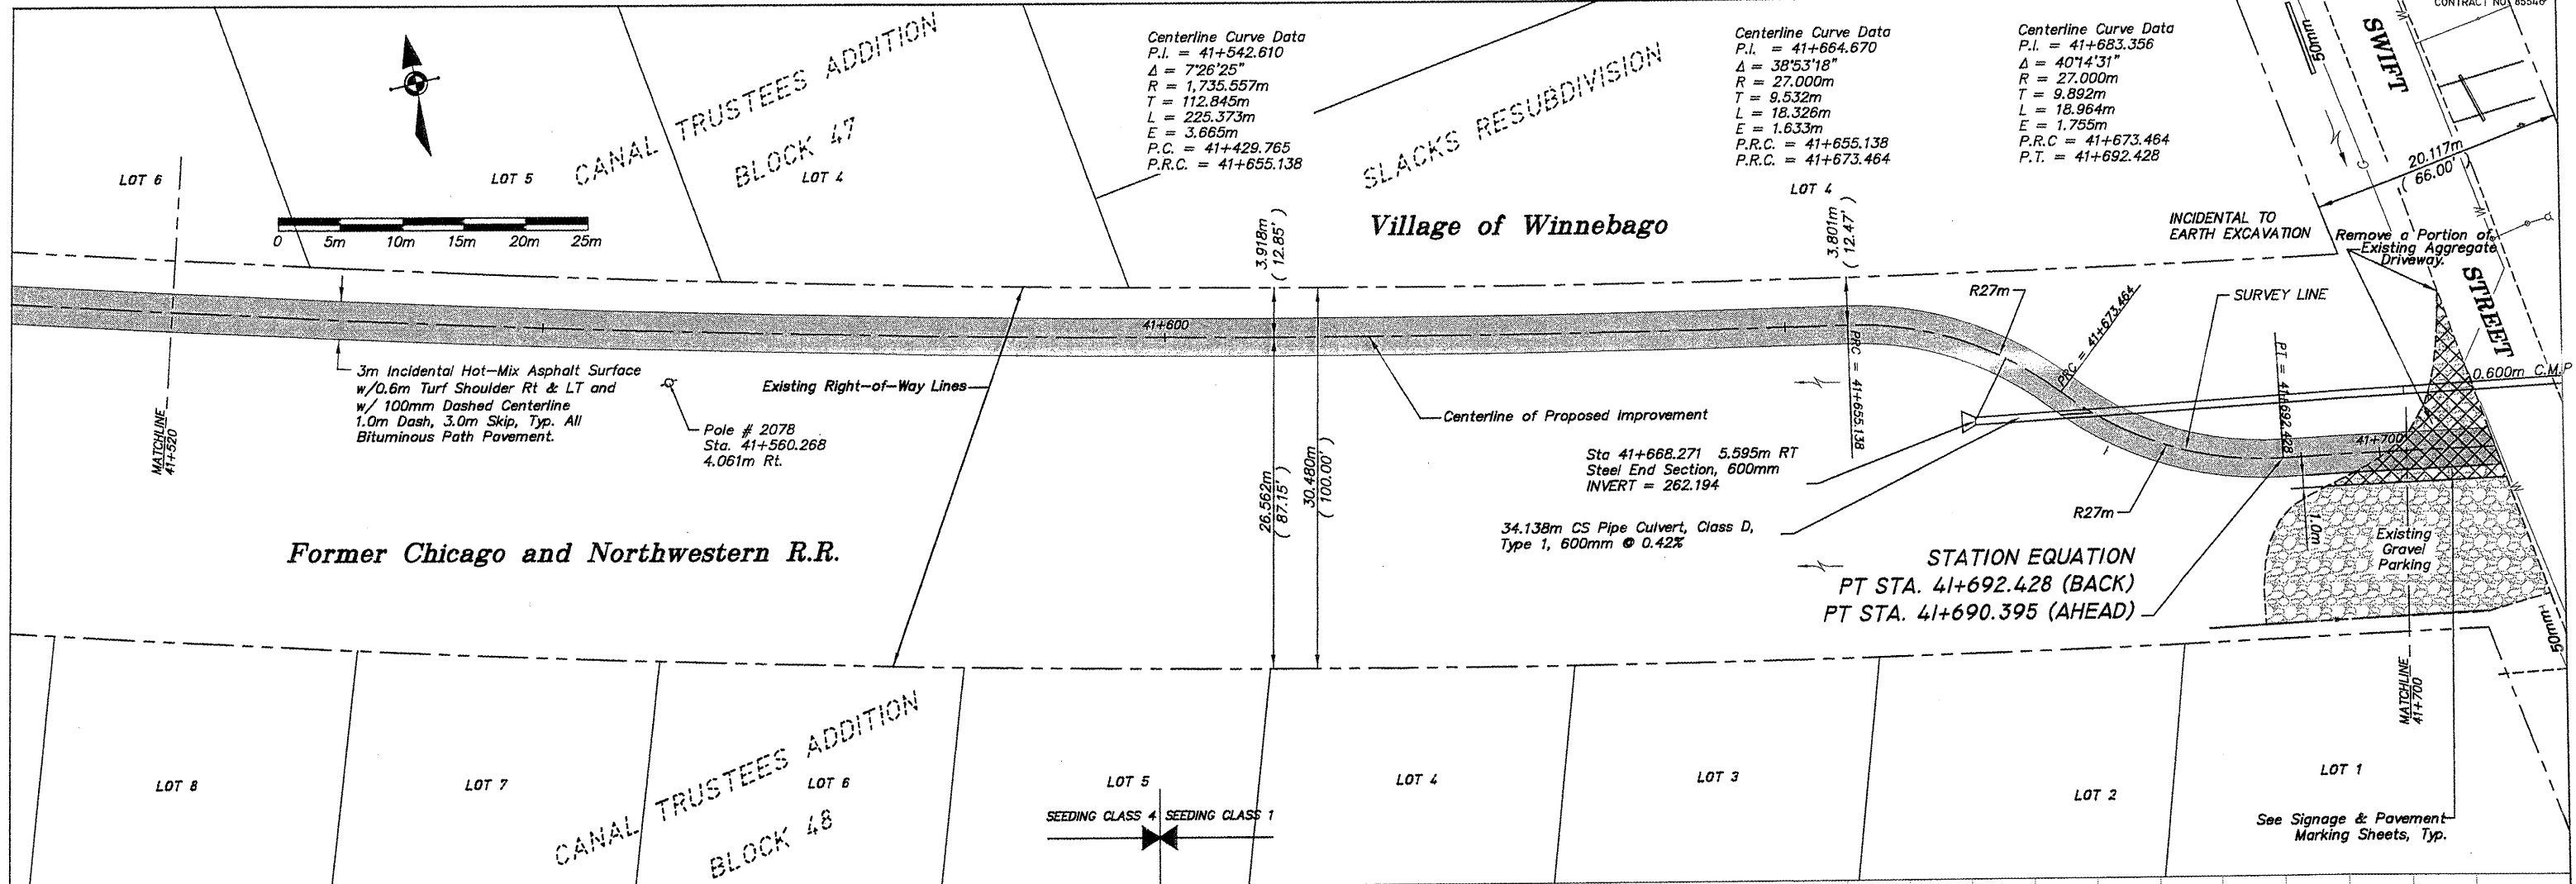 CONTRACT NO. 85546
Centerline Curve Data
P.I. = 41+542.610
Δ = 7°26'25"
R = 1,735.557m
T = 112.845m
L = 225.373m
E = 3.665m
P.C. = 41+429.765
P.R.C. = 41+655.138
Centerline Curve Data
P.I. = 41+664.670
Δ = 38°53'18"
R = 27.000m
T = 9.532m
L = 18.326m
E = 1.633m
P.R.C. = 41+655.138
P.R.C. = 41+673.464
Centerline Curve Data
P.I. = 41+683.356
Δ = 40°14'31"
R = 27.000m
T = 9.892m
L = 18.964m
E = 1.755m
P.R.C = 41+673.464
P.T. = 41+692.428
50mm
SWIFT
STREET
20.117m
( 66.00' )
CANAL TRUSTEES ADDITION
BLOCK 47
SLACKS RESUBDIVISION
LOT 6
LOT 5
LOT 4
LOT 4
0 5m 10m 15m 20m 25m
Village of Winnebago
3.918m
( 12.85' )
3.801m
( 12.47' )
INCIDENTAL TO
EARTH EXCAVATION
Remove a Portion of
Existing Aggregate
Driveway.
SURVEY LINE
R27m
PRC = 41+673.464
PRC = 41+655.138
PT = 41+692.428
0.600m C.M.P
41+600
41+700
3m Incidental Hot-Mix Asphalt Surface
w/0.6m Turf Shoulder Rt & LT and
w/ 100mm Dashed Centerline
1.0m Dash, 3.0m Skip, Typ. All
Bituminous Path Pavement.
Existing Right-of-Way Lines
Pole # 2078
Sta. 41+560.268
4.061m Rt.
MATCHLINE
41+520
Centerline of Proposed Improvement
Sta 41+668.271 5.595m RT
Steel End Section, 600mm
INVERT = 262.194
34.138m CS Pipe Culvert, Class D,
Type 1, 600mm @ 0.42%
26.562m
( 87.15' )
30.480m
( 100.00' )
R27m
1.0m
Existing
Gravel
Parking
Former Chicago and Northwestern R.R.
STATION EQUATION
PT STA. 41+692.428 (BACK)
PT STA. 41+690.395 (AHEAD)
50mm
MATCHLINE
41+700
CANAL TRUSTEES ADDITION
BLOCK 48
LOT 8
LOT 7
LOT 6
LOT 5
LOT 4
LOT 3
LOT 2
LOT 1
SEEDING CLASS 4 SEEDING CLASS 1
See Signage & Pavement
Marking Sheets, Typ.